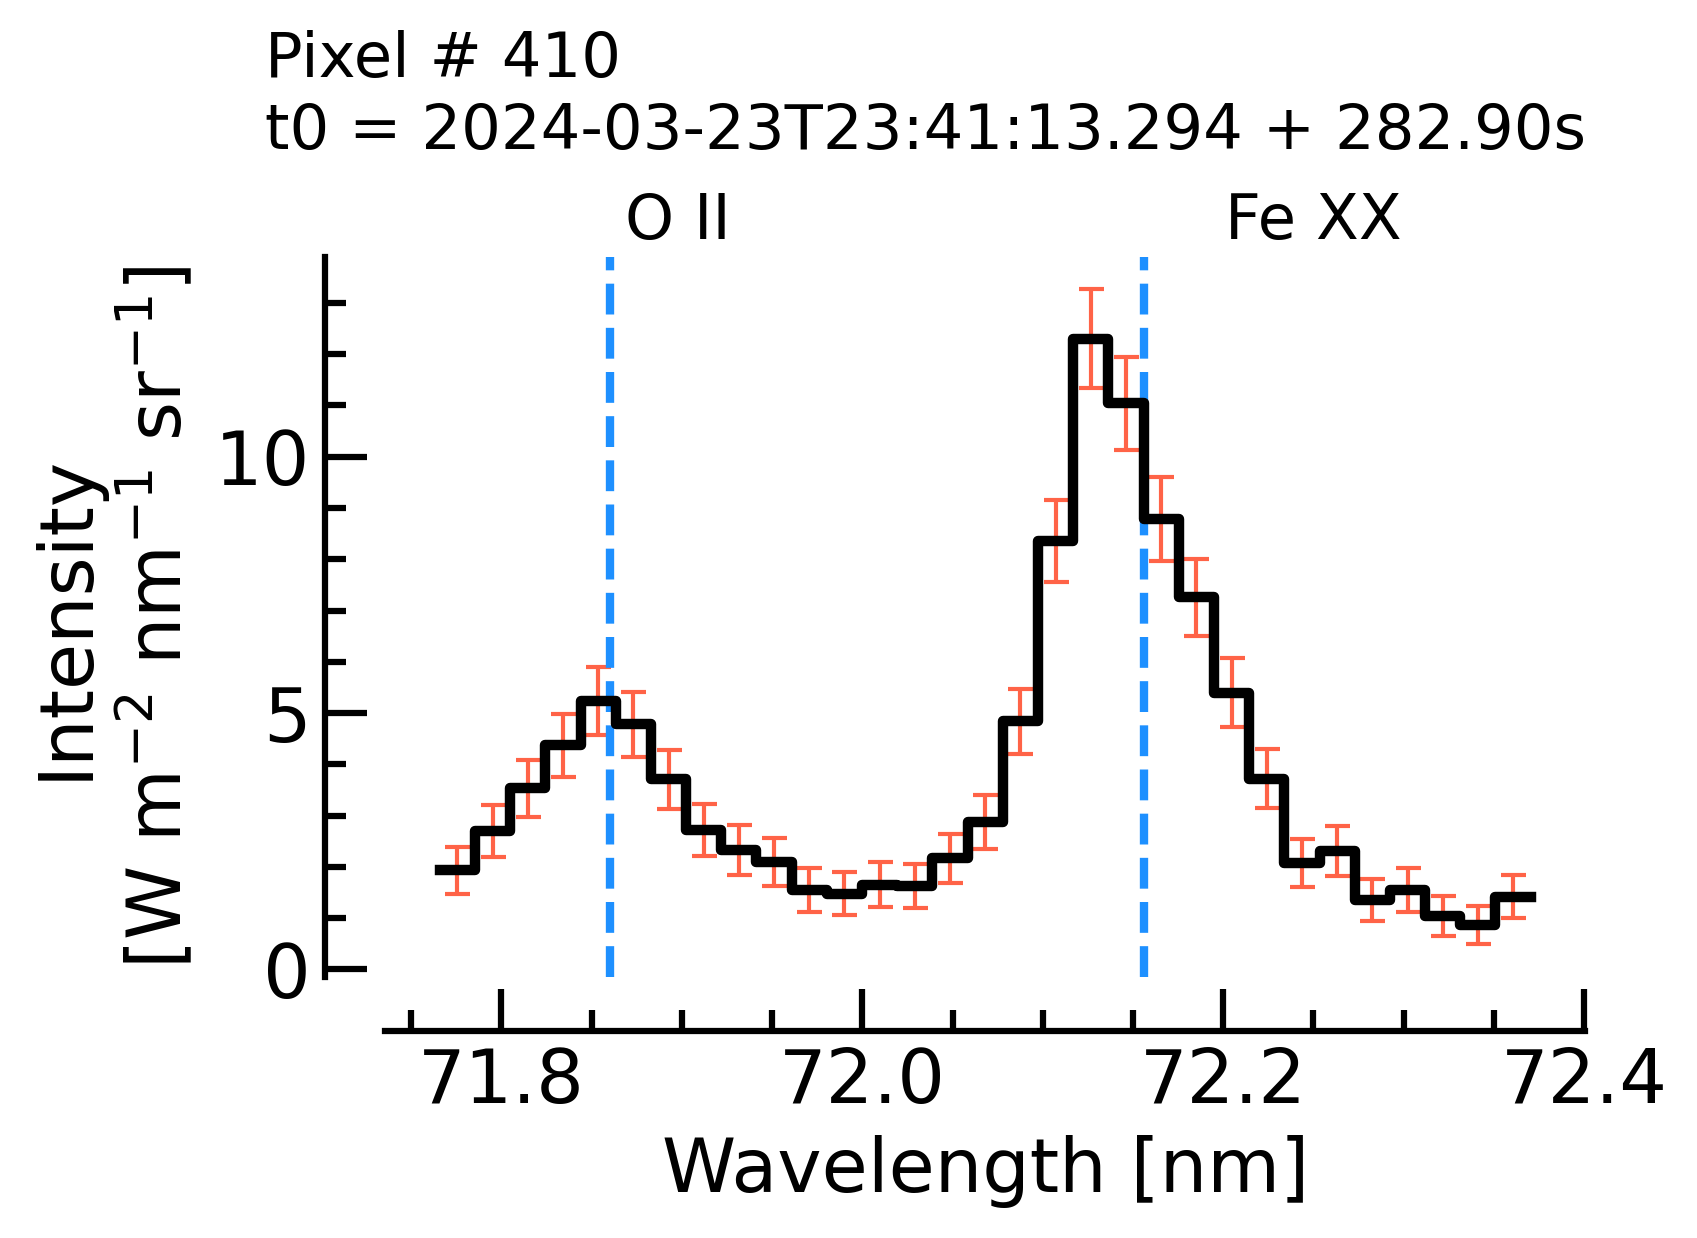 Pixel # 410
t0 = 2024-03-23T23:41:13.294 + 282.90s
O II
Fe XX
Intensity
[W m⁻² nm⁻¹ sr⁻¹]
10
5
0
71.8
72.0
72.2
72.4
Wavelength [nm]